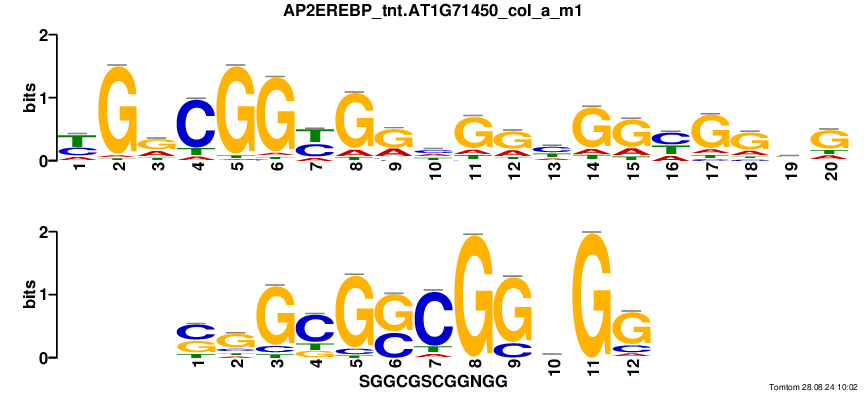 AP2EREBP_tnt.AT1G71450_col_a_m1
2
1
0
bits
1 2 3 4 5 6 7 8 9 10 11 12 13 14 15 16 17 18 19 20
2
1
0
bits
1 2 3 4 5 6 7 8 9 10 11 12
SGGCGSCGGNGG
Tomtom 28.08.24 10:02